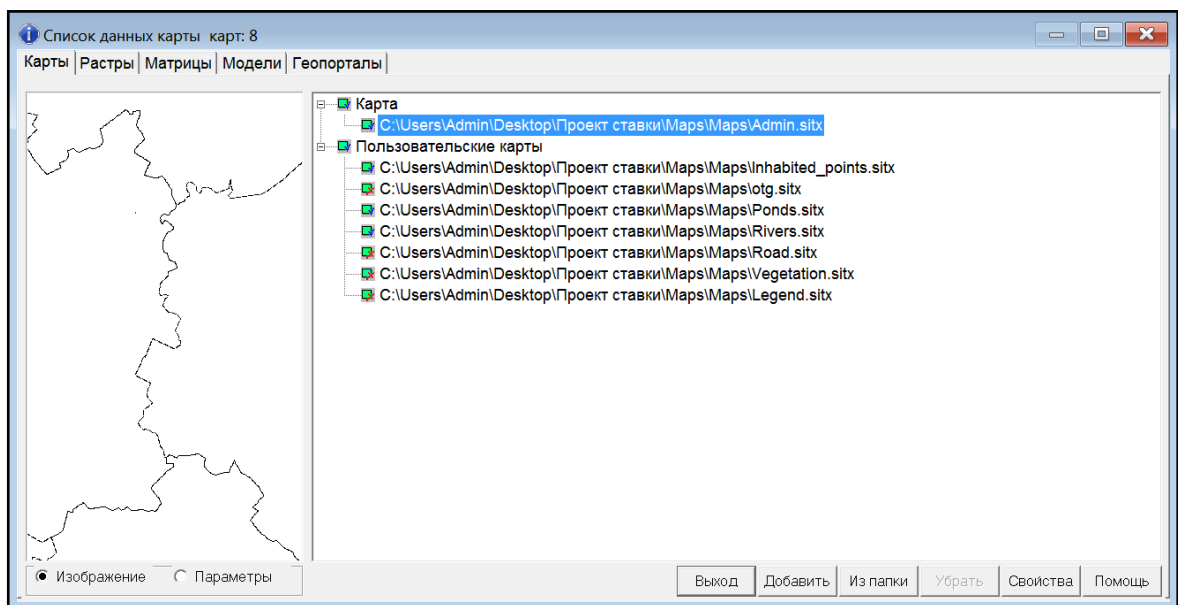 Список данных карты карт: 8
Карты Растры Матрицы Модели Геопорталы
Карта
C:\Users\Admin\Desktop\Проект ставки\Maps\Maps\Admin.sitx
Пользовательские карты
C:\Users\Admin\Desktop\Проект ставки\Maps\Maps\Inhabited_points.sitx
C:\Users\Admin\Desktop\Проект ставки\Maps\Maps\otg.sitx
C:\Users\Admin\Desktop\Проект ставки\Maps\Maps\Ponds.sitx
C:\Users\Admin\Desktop\Проект ставки\Maps\Maps\Rivers.sitx
C:\Users\Admin\Desktop\Проект ставки\Maps\Maps\Road.sitx
C:\Users\Admin\Desktop\Проект ставки\Maps\Maps\Vegetation.sitx
C:\Users\Admin\Desktop\Проект ставки\Maps\Maps\Legend.sitx
Изображение Параметры Выход Добавить Из папки Убрать Свойства Помощь